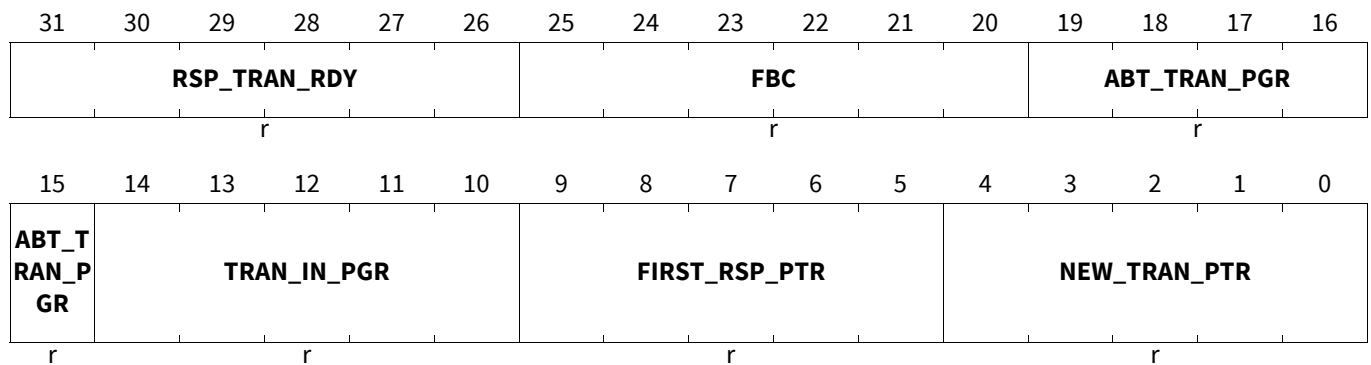 31 30 29 28 27 26 25 24 23 22 21 20 19 18 17 16
RSP_TRAN_RDY FBC ABT_TRAN_PGR
r r r
15 14 13 12 11 10 9 8 7 6 5 4 3 2 1 0
ABT_T
RAN_P
GR
TRAN_IN_PGR FIRST_RSP_PTR NEW_TRAN_PTR
r r r r